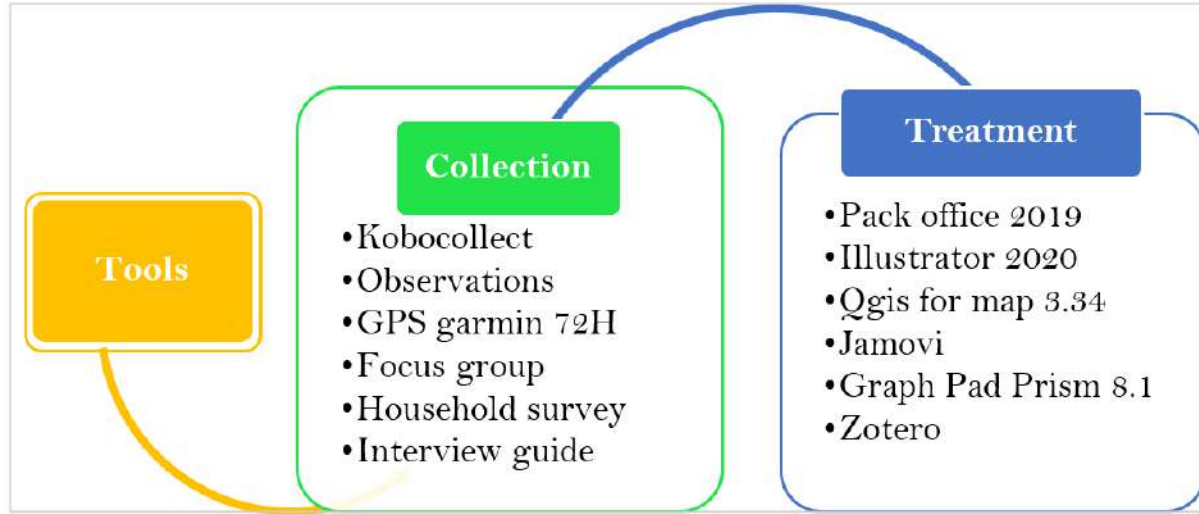 Tools
Collection
•Kobocollect
•Observations
•GPS garmin 72H
•Focus group
•Household survey
•Interview guide
Treatment
•Pack office 2019
•Illustrator 2020
•Qgis for map 3.34
•Jamovi
•Graph Pad Prism 8.1
•Zotero